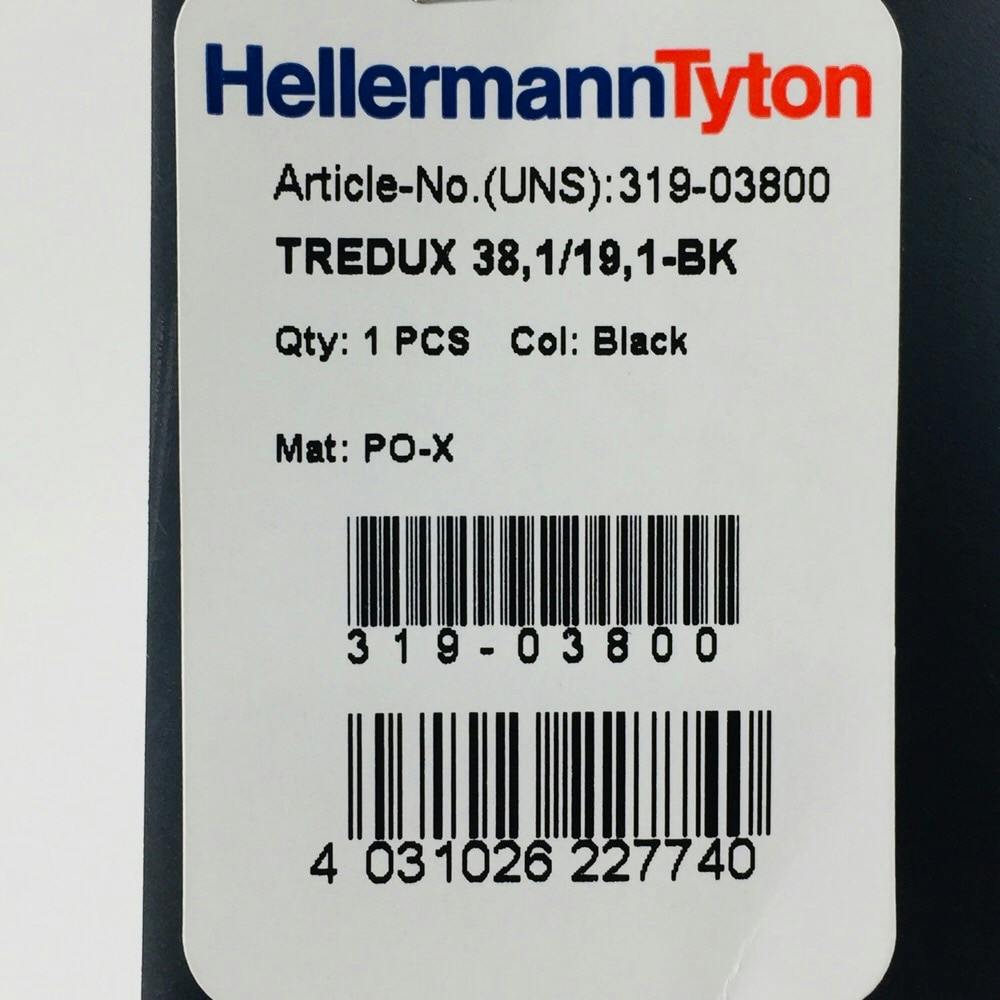 HellermannTyton
Article-No.(UNS):319-03800
TREDUX 38,1/19,1-BK
Qty: 1 PCS Col: Black
Mat: PO-X
319-03800
4 031026 227740